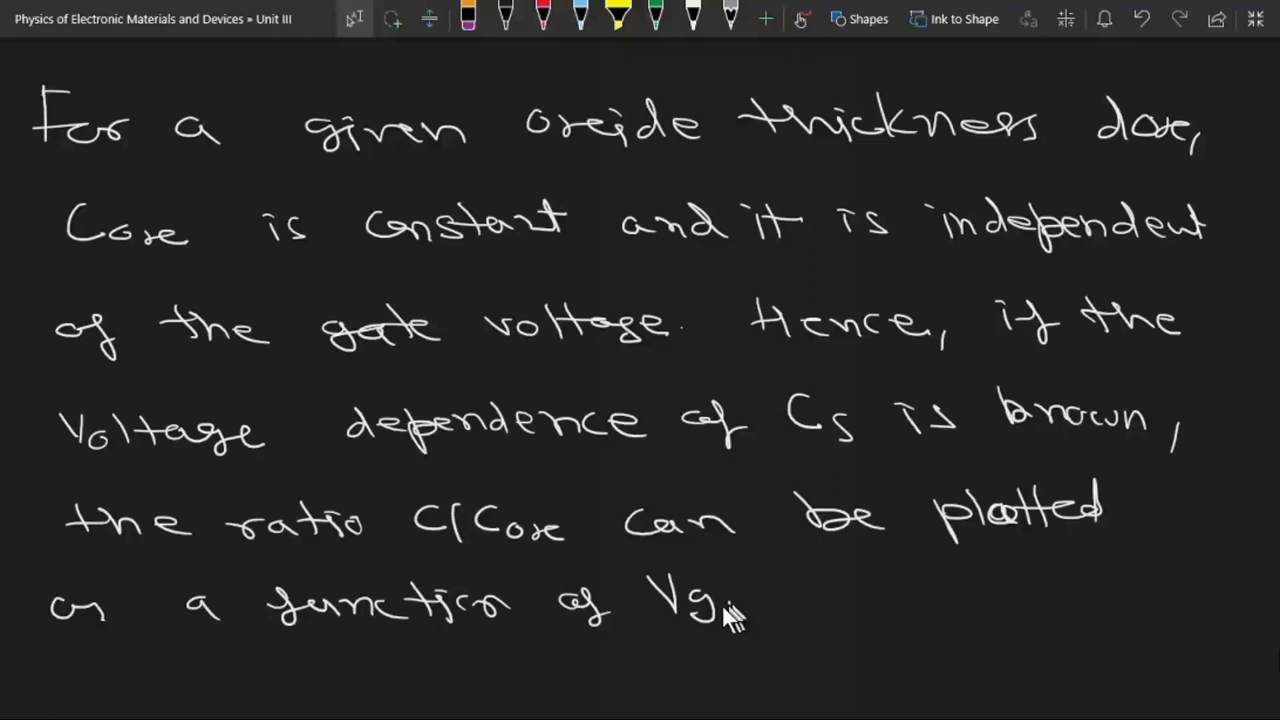 Physics of Electronic Materials and Devices » Unit III
Shapes
Ink to Shape
For a given oxide thickness dox,
Cox is constant and it is independent
of the gate voltage. Hence, if the
Voltage dependence of Cs is known,
the ratio C/Cox can be plotted
as a function of Vg.